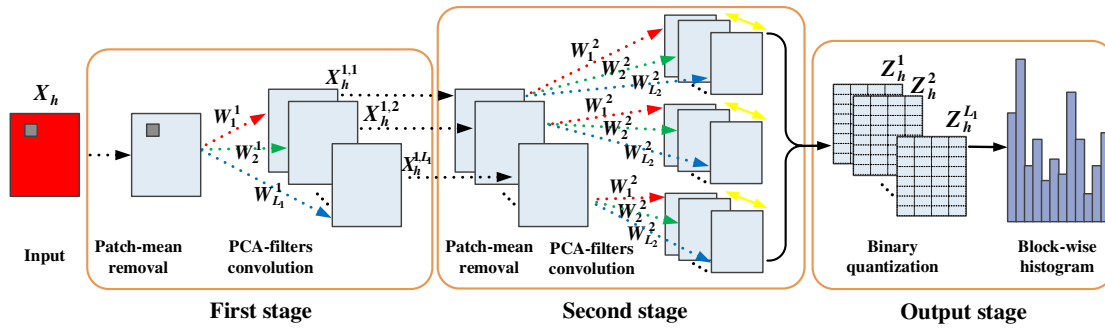 X_h
Input
W_1^1
W_2^1
W_{L_1}^1
Patch-mean
removal
PCA-filters
convolution
First stage
X_h^{1,1}
X_h^{1,2}
X_h^{1,L_1}
W_1^2
W_2^2
W_{L_2}^2
W_1^2
W_2^2
W_{L_2}^2
W_1^2
W_2^2
W_{L_2}^2
Patch-mean
removal
PCA-filters
convolution
Second stage
Z_h^1
Z_h^2
Z_h^{L_1}
Binary
quantization
Block-wise
histogram
Output stage